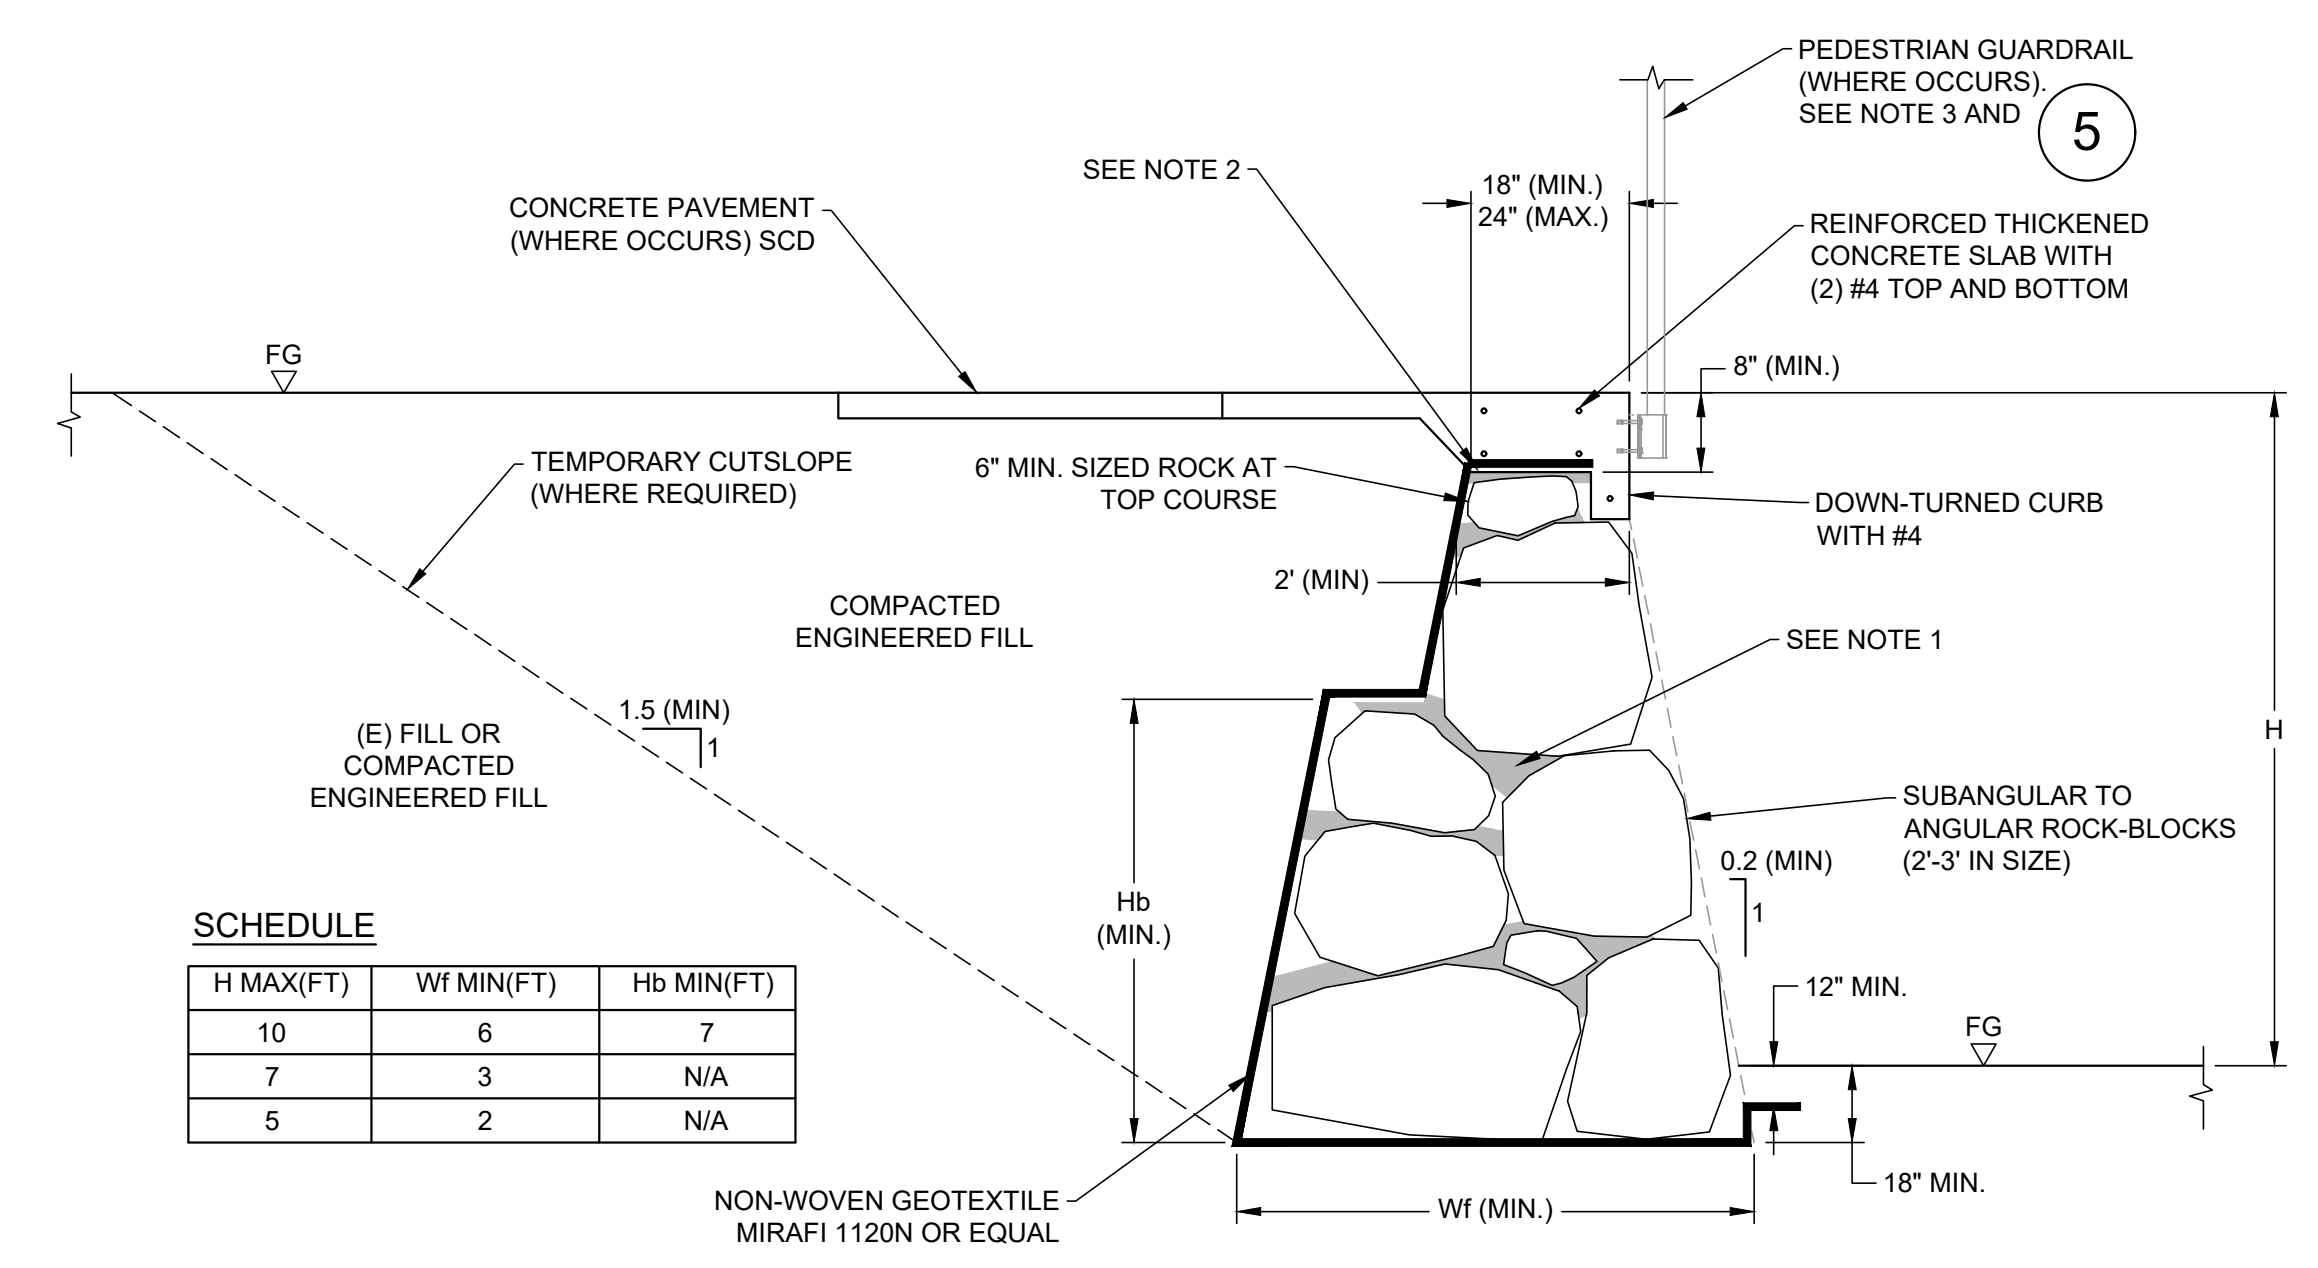 PEDESTRIAN GUARDRAIL
(WHERE OCCURS).
SEE NOTE 3 AND
5
SEE NOTE 2
18" (MIN.)
24" (MAX.)
CONCRETE PAVEMENT
(WHERE OCCURS) SCD
REINFORCED THICKENED
CONCRETE SLAB WITH
(2) #4 TOP AND BOTTOM
FG
8" (MIN.)
TEMPORARY CUTSLOPE
(WHERE REQUIRED)
6" MIN. SIZED ROCK AT
TOP COURSE
DOWN-TURNED CURB
WITH #4
2' (MIN)
COMPACTED
ENGINEERED FILL
SEE NOTE 1
1.5 (MIN)
1
(E) FILL OR
COMPACTED
ENGINEERED FILL
H
SUBANGULAR TO
ANGULAR ROCK-BLOCKS
(2'-3' IN SIZE)
0.2 (MIN)
1
Hb
(MIN.)
SCHEDULE
H MAX(FT) Wf MIN(FT) Hb MIN(FT)
10 6 7
7 3 N/A
5 2 N/A
12" MIN.
FG
18" MIN.
NON-WOVEN GEOTEXTILE
MIRAFI 1120N OR EQUAL
Wf (MIN.)